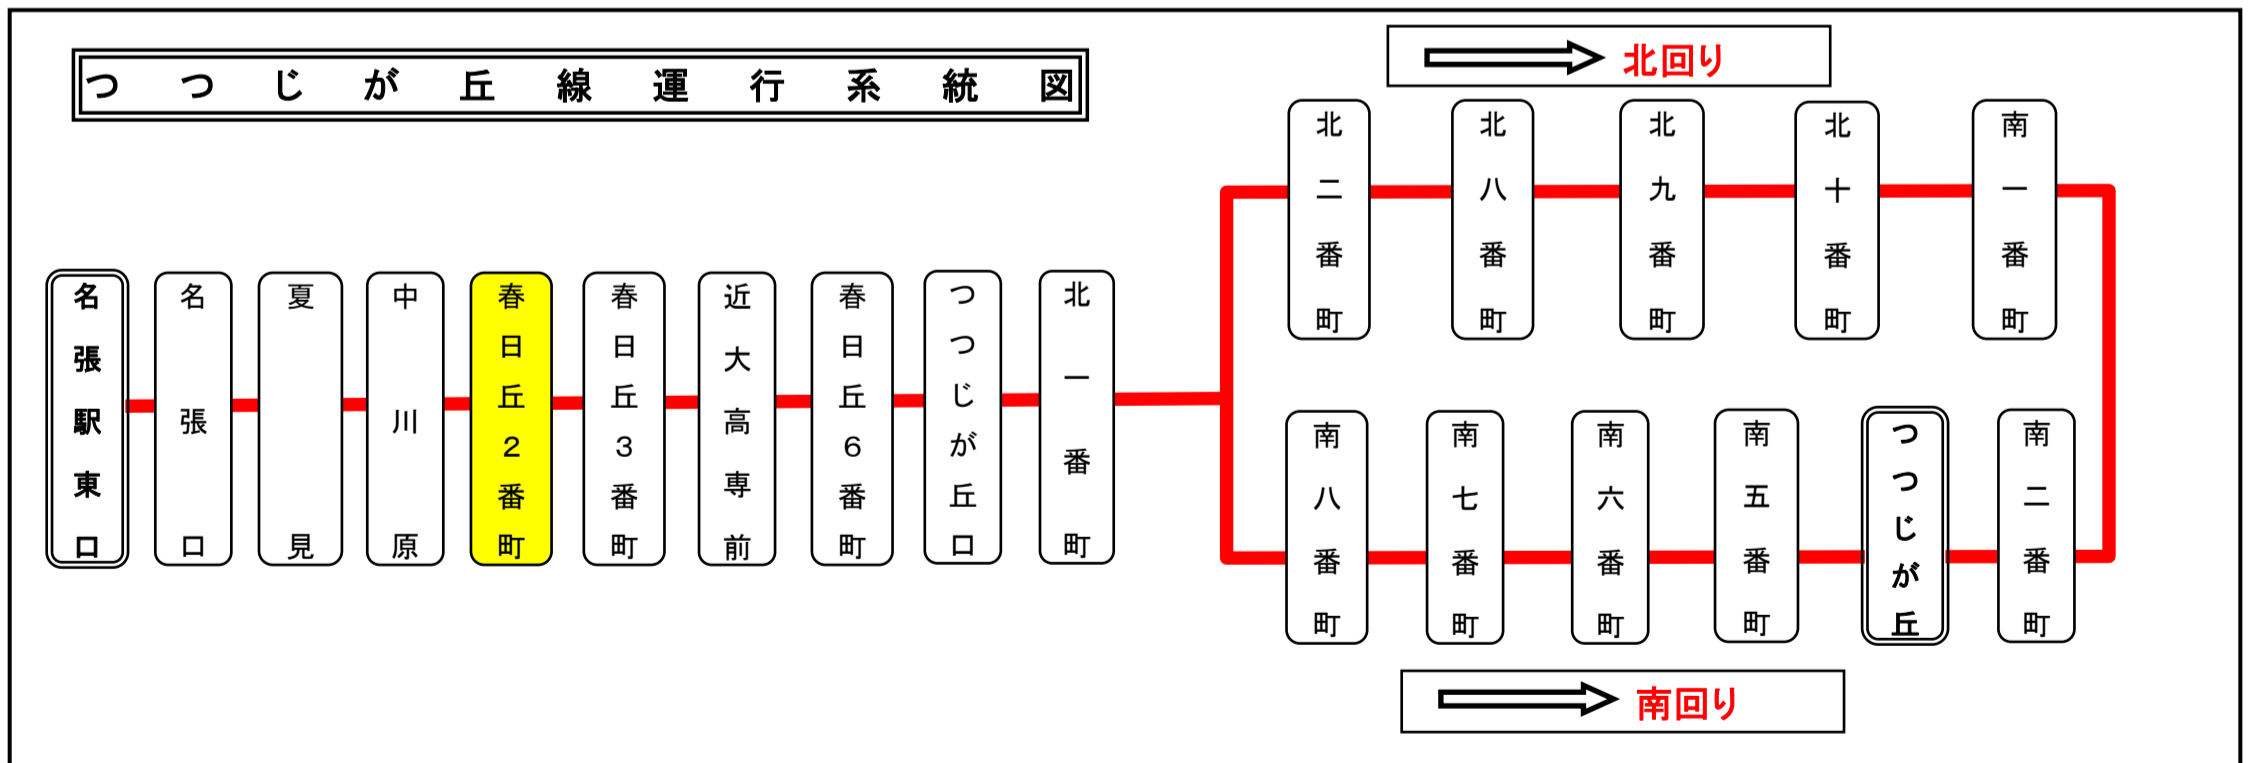 つつじが丘線運行系統図
北回り
北二番町
北八番町
北九番町
北十番町
南一番町
名張駅東口
名張口
夏見
中川原
春日丘2番町
春日丘3番町
近大高専前
春日丘6番町
つつじが丘口
北一番町
南八番町
南七番町
南六番町
南五番町
つつじが丘
南二番町
南回り